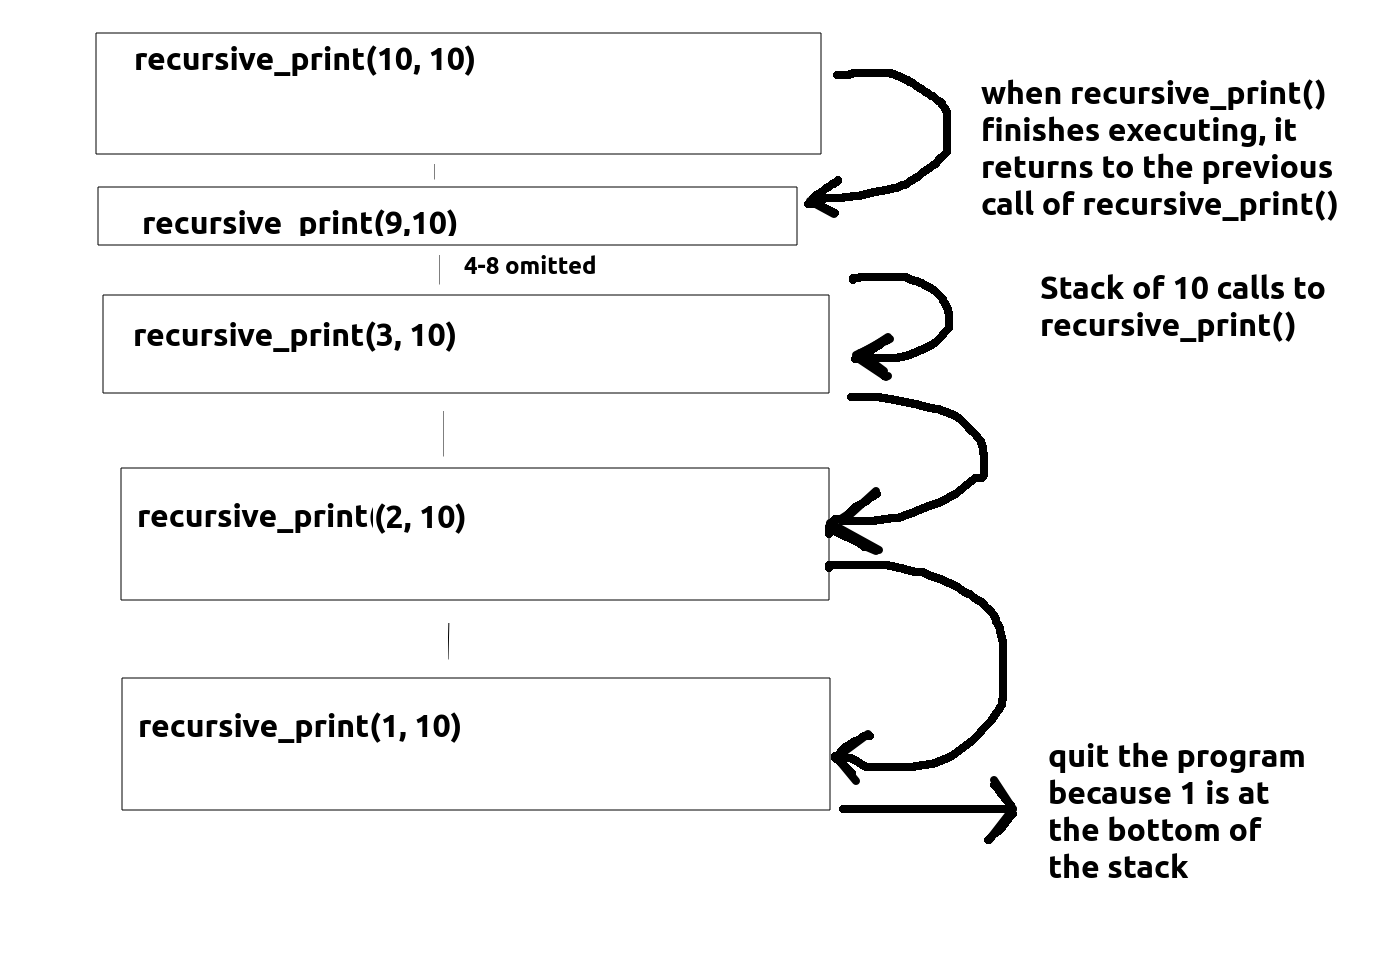 recursive_print(10, 10)
when recursive_print()
finishes executing, it
returns to the previous
call of recursive_print()
recursive_print(9,10)
4-8 omitted
Stack of 10 calls to
recursive_print()
recursive_print(3, 10)
recursive_print((2, 10)
recursive_print(1, 10)
quit the program
because 1 is at
the bottom of
the stack